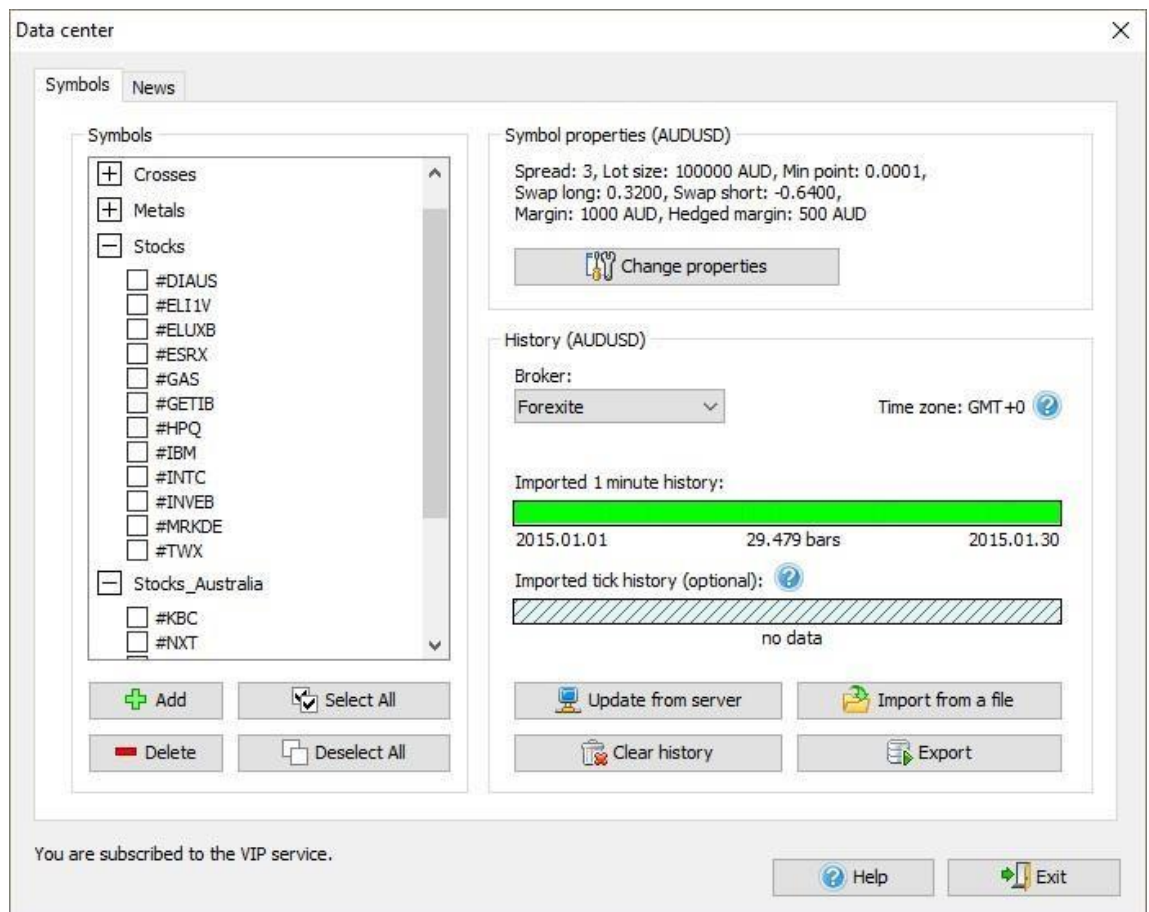 Data center
Symbols
News
Symbols
Crosses
Metals
Stocks
#DIAUS
#ELI1V
#ELUXB
#ESRX
#GAS
#GETIB
#HPQ
#IBM
#INTC
#INVEB
#MRKDE
#TWX
Stocks_Australia
#KBC
#NXT
Add
Select All
Delete
Deselect All
Symbol properties (AUDUSD)
Spread: 3, Lot size: 100000 AUD, Min point: 0.0001,
Swap long: 0.3200, Swap short: -0.6400,
Margin: 1000 AUD, Hedged margin: 500 AUD
Change properties
History (AUDUSD)
Broker:
Forexite
Time zone: GMT+0
Imported 1 minute history:
2015.01.01 29.479 bars 2015.01.30
Imported tick history (optional):
no data
Update from server
Import from a file
Clear history
Export
You are subscribed to the VIP service.
Help
Exit